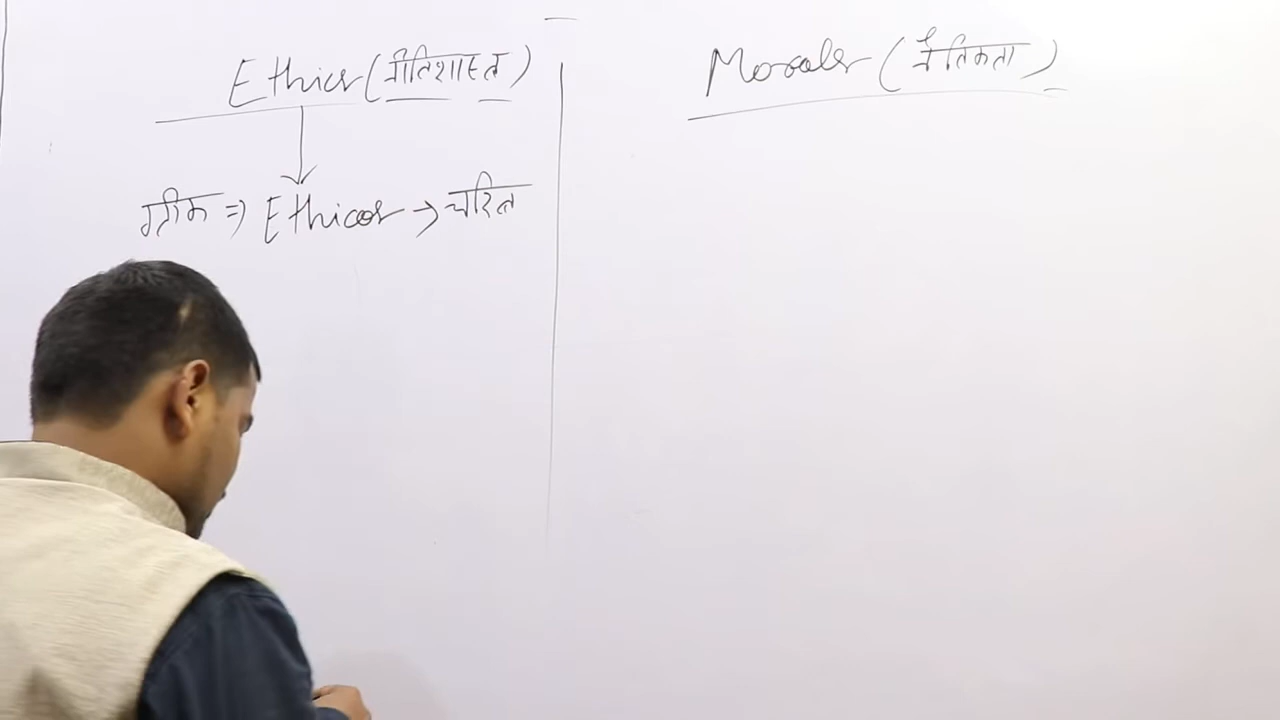 Ethics (नीतिशास्त्र)
ग्रीक ⇒ Ethicos → चरित्र
Morals (नैतिकता)